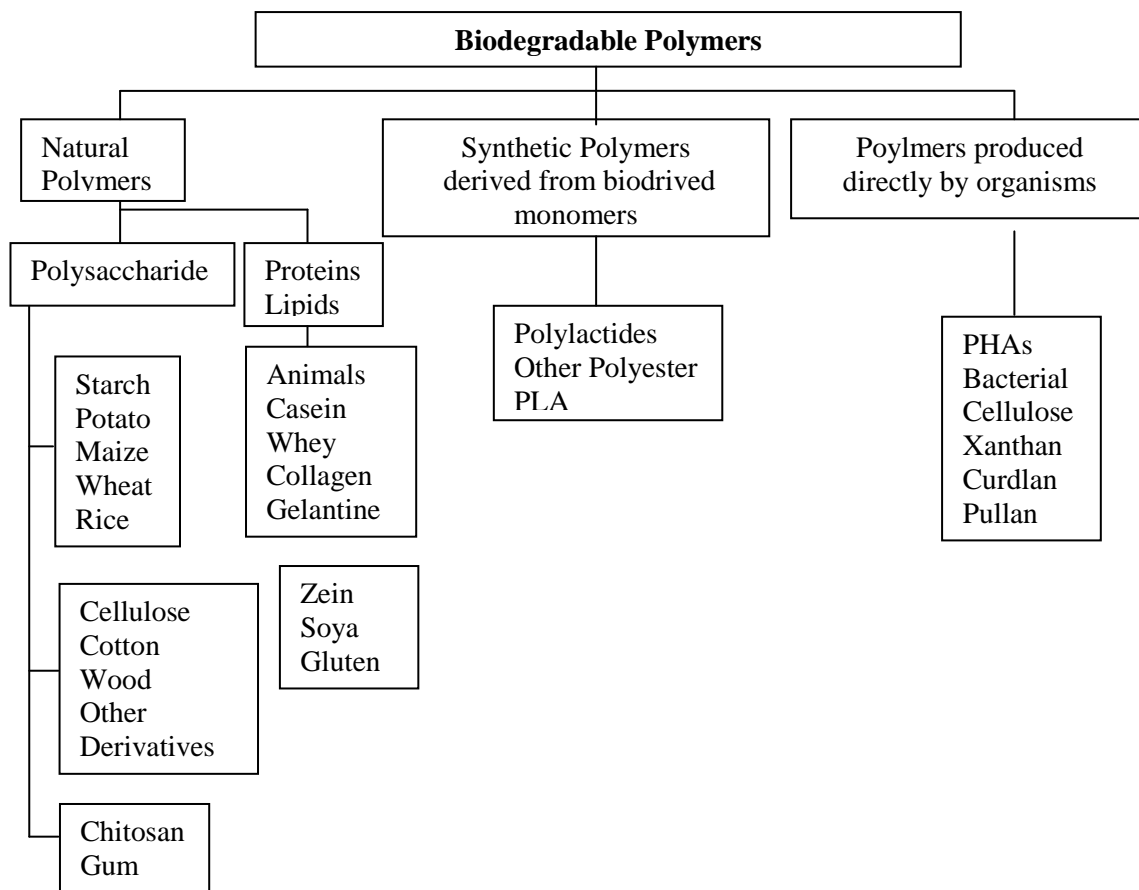 Biodegradable Polymers
Natural
Polymers
Synthetic Polymers
derived from biodrived
monomers
Poylmers produced
directly by organisms
Polysaccharide
Proteins
Lipids
Starch
Potato
Maize
Wheat
Rice
Animals
Casein
Whey
Collagen
Gelantine
Polylactides
Other Polyester
PLA
PHAs
Bacterial
Cellulose
Xanthan
Curdlan
Pullan
Cellulose
Cotton
Wood
Other
Derivatives
Zein
Soya
Gluten
Chitosan
Gum